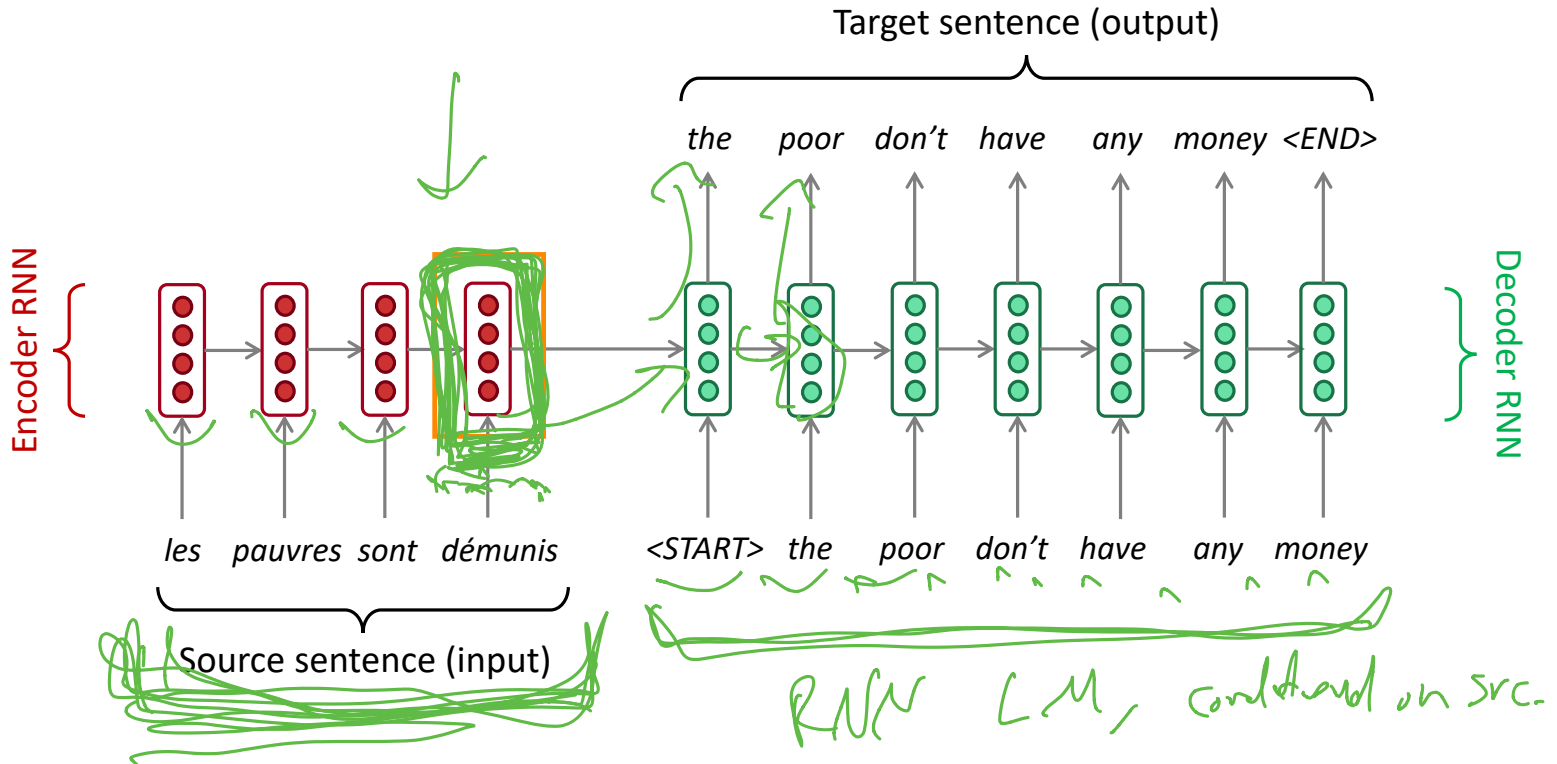 Target sentence (output)
the poor don't have any money <END>
Encoder RNN
Decoder RNN
les pauvres sont démunis <START> the poor don't have any money
Source sentence (input)
RNN LM, on src.